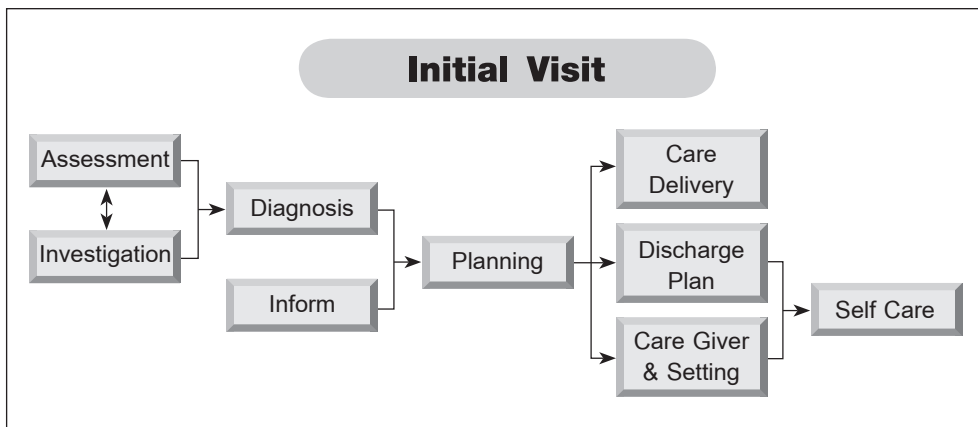 Initial Visit
Assessment
Investigation
Diagnosis
Inform
Planning
Care
Delivery
Discharge
Plan
Care Giver
& Setting
Self Care